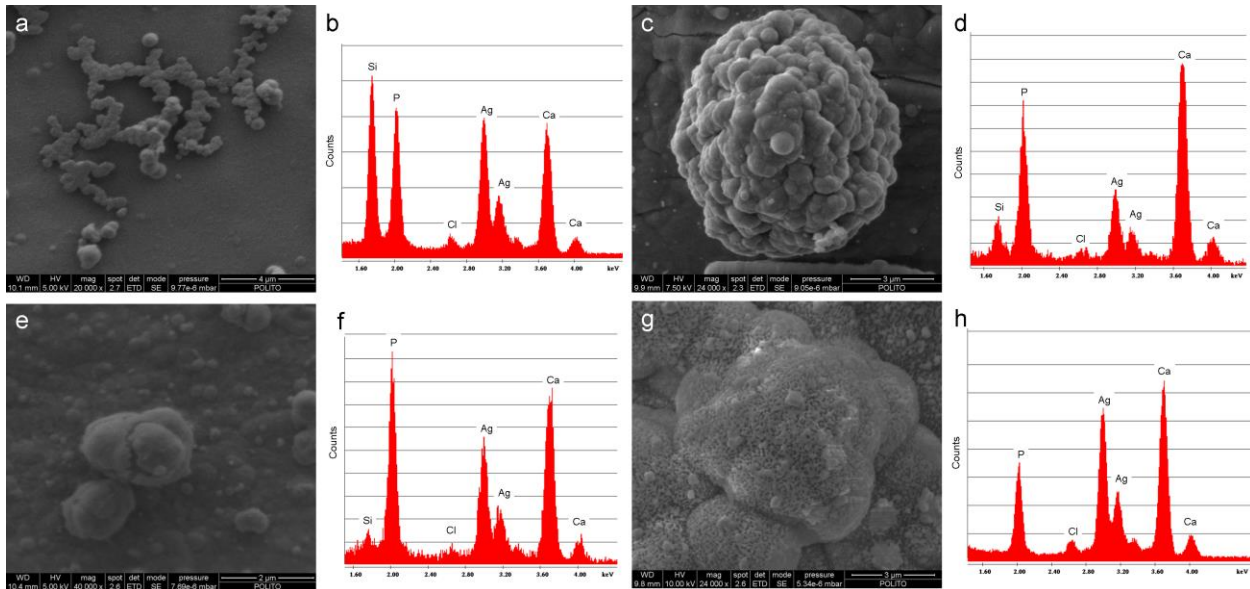 a
WD HV mag spot det mode pressure 4 µm
10.1 mm 5.00 kV 20 000 x 2.7 ETD SE 9.77e-6 mbar POLITO
b
Counts
Si
P
Ag
Ag
Cl
Ca
Ca
1.60 2.00 2.40 2.80 3.20 3.60 4.00 keV
c
WD HV mag spot det mode pressure 3 µm
9.9 mm 7.50 kV 24 000 x 2.3 ETD SE 9.05e-6 mbar POLITO
d
Counts
Si
P
Cl
Ag
Ag
Ca
Ca
1.60 2.00 2.40 2.80 3.20 3.60 4.00 keV
e
WD HV mag spot det mode pressure 2 µm
10.4 mm 5.00 kV 40 000 x 2.6 ETD SE 7.69e-6 mbar POLITO
f
Counts
Si
P
Cl
Ag
Ag
Ca
Ca
1.60 2.00 2.40 2.80 3.20 3.60 4.00 keV
g
WD HV mag spot det mode pressure 3 µm
9.8 mm 10.00 kV 24 000 x 2.6 ETD SE 5.34e-6 mbar POLITO
h
Counts
P
Cl
Ag
Ag
Ca
Ca
1.60 2.00 2.40 2.80 3.20 3.60 4.00 keV